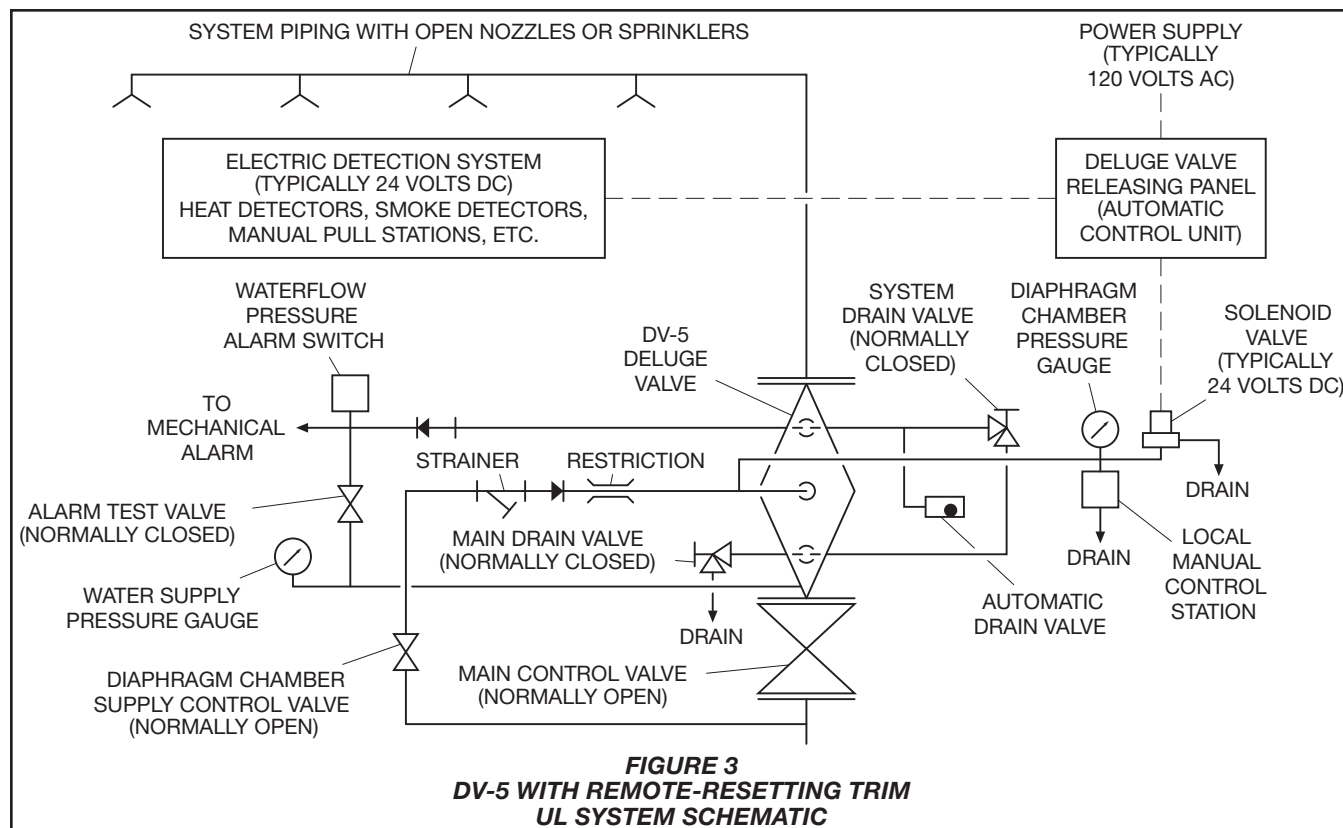 SYSTEM PIPING WITH OPEN NOZZLES OR SPRINKLERS
POWER SUPPLY
(TYPICALLY
120 VOLTS AC)
ELECTRIC DETECTION SYSTEM
(TYPICALLY 24 VOLTS DC)
HEAT DETECTORS, SMOKE DETECTORS,
MANUAL PULL STATIONS, ETC.
DELUGE VALVE
RELEASING PANEL
(AUTOMATIC
CONTROL UNIT)
WATERFLOW
PRESSURE
ALARM SWITCH
DV-5
DELUGE
VALVE
SYSTEM
DRAIN VALVE
(NORMALLY
CLOSED)
DIAPHRAGM
CHAMBER
PRESSURE
GAUGE
SOLENOID
VALVE
(TYPICALLY
24 VOLTS DC)
TO
MECHANICAL
ALARM
STRAINER
RESTRICTION
DRAIN
ALARM TEST VALVE
(NORMALLY CLOSED)
MAIN DRAIN VALVE
(NORMALLY CLOSED)
DRAIN
LOCAL
MANUAL
CONTROL
STATION
WATER SUPPLY
PRESSURE GAUGE
DRAIN
AUTOMATIC
DRAIN VALVE
DIAPHRAGM CHAMBER
SUPPLY CONTROL VALVE
(NORMALLY OPEN)
MAIN CONTROL VALVE
(NORMALLY OPEN)
FIGURE 3
DV-5 WITH REMOTE-RESETTING TRIM
UL SYSTEM SCHEMATIC